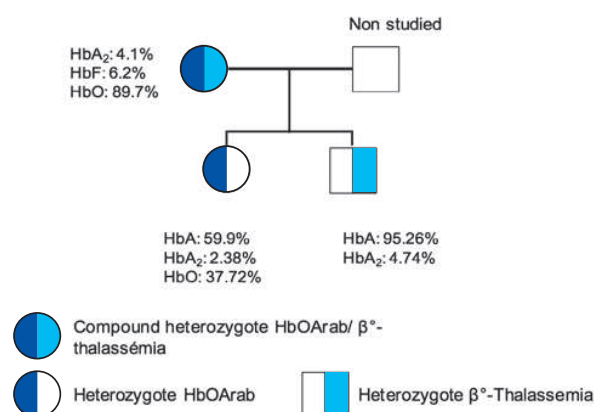 Non studied
HbA₂: 4.1%
HbF: 6.2%
HbO: 89.7%
HbA: 59.9%
HbA₂: 2.38%
HbO: 37.72%
HbA: 95.26%
HbA₂: 4.74%
Compound heterozygote HbOArab/ β°-
thalassémia
Heterozygote HbOArab
Heterozygote β°-Thalassemia